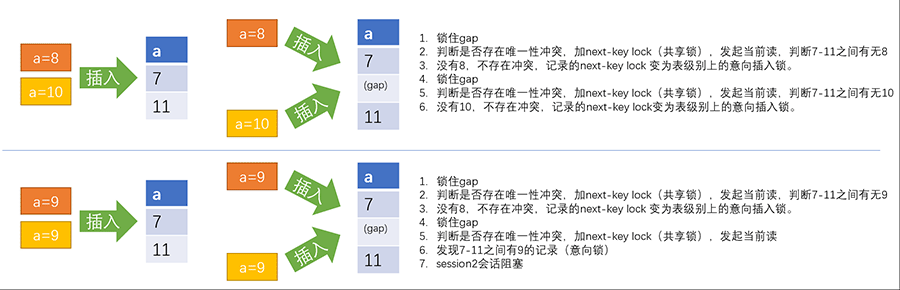 a=8
a=10
插入
a
7
11
a=8
a=10
插入
插入
a
7
(gap)
11
1. 锁住gap
2. 判断是否存在唯一性冲突，加next-key lock（共享锁），发起当前读，判断7-11之间有无8
3. 没有8，不存在冲突，记录的next-key lock 变为表级别上的意向插入锁。
4. 锁住gap
5. 判断是否存在唯一性冲突，加next-key lock（共享锁），发起当前读，判断7-11之间有无10
6. 没有10，不存在冲突，记录的next-key lock变为表级别上的意向插入锁。
a=9
a=9
插入
a
7
11
a=9
a=9
插入
插入
a
7
(gap)
11
1. 锁住gap
2. 判断是否存在唯一性冲突，加next-key lock（共享锁），发起当前读，判断7-11之间有无9
3. 没有8，不存在冲突，记录的next-key lock 变为表级别上的意向插入锁。
4. 锁住gap
5. 判断是否存在唯一性冲突，加next-key lock（共享锁），发起当前读
6. 发现7-11之间有9的记录（意向锁）
7. session2会话阻塞